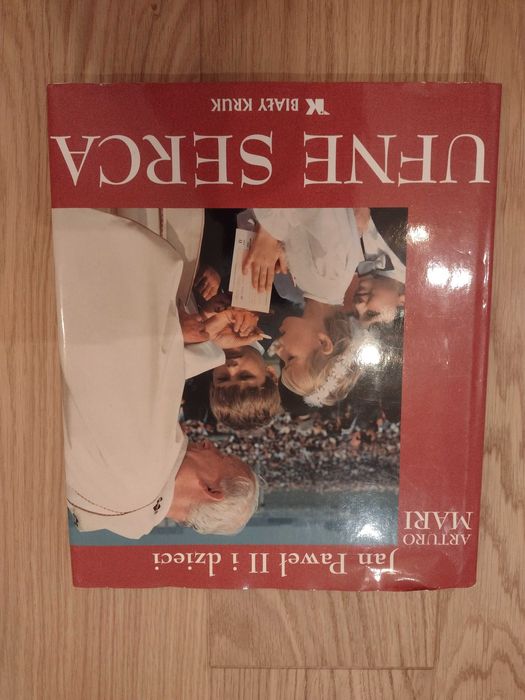 Jan Paweł II i dzieci
ARTURO
MARI
UFNE SERCA
BIAŁY KRUK